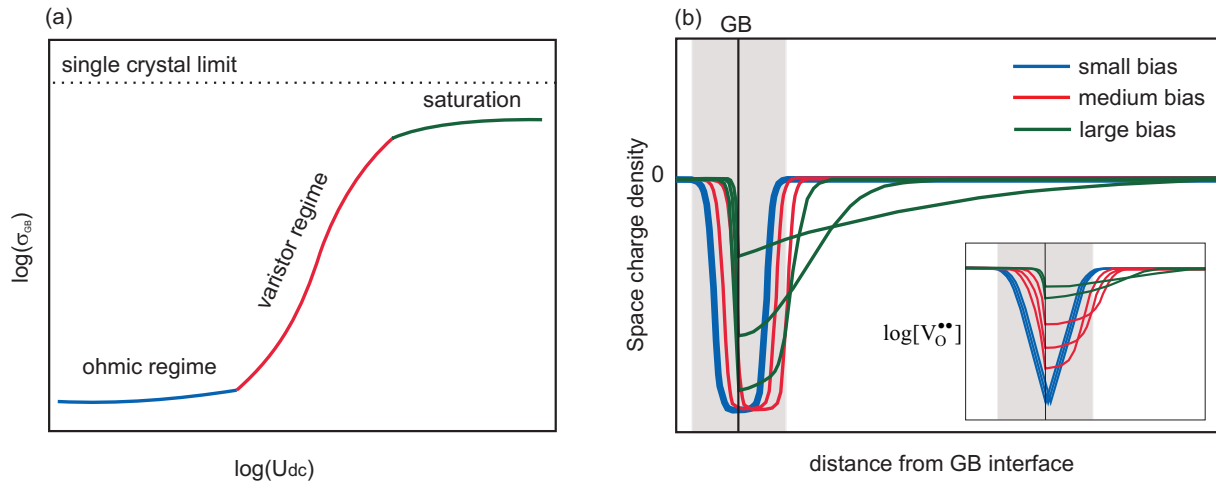 (a)
single crystal limit
saturation
varistor regime
ohmic regime
log(σGB)
log(Udc)
(b)
GB
small bias
medium bias
large bias
0
Space charge density
log[VO••]
distance from GB interface